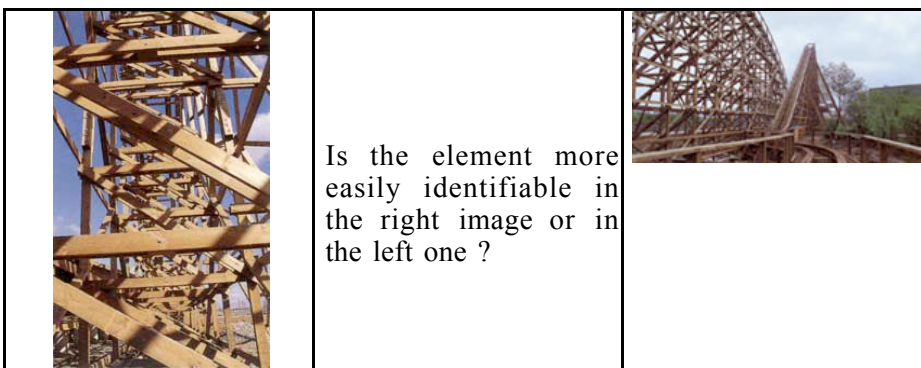 Is the element more
easily identifiable in
the right image or in
the left one ?